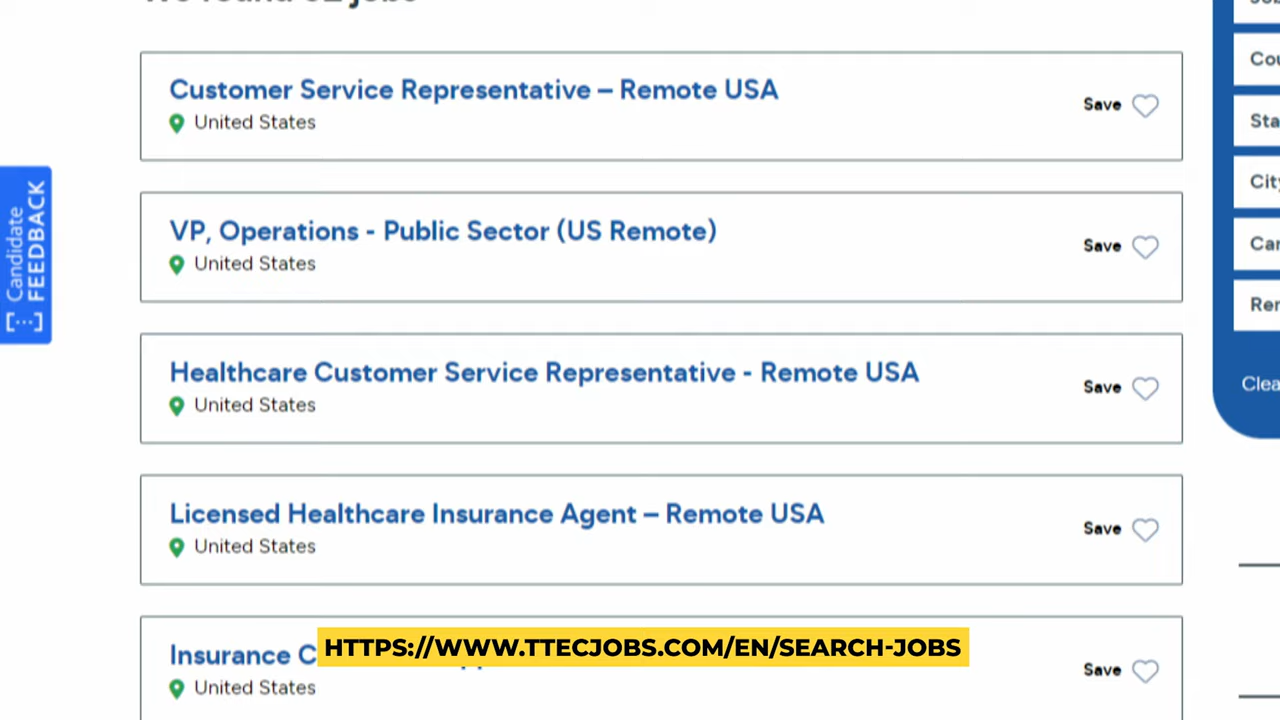 Customer Service Representative – Remote USA
United States
Save
VP, Operations - Public Sector (US Remote)
United States
Save
Healthcare Customer Service Representative - Remote USA
United States
Save
Licensed Healthcare Insurance Agent – Remote USA
United States
Save
Insurance C
HTTPS://WWW.TTECJOBS.COM/EN/SEARCH-JOBS
United States
Save
Candidate
FEEDBACK
Cou
Sta
City
Car
Rem
Clea